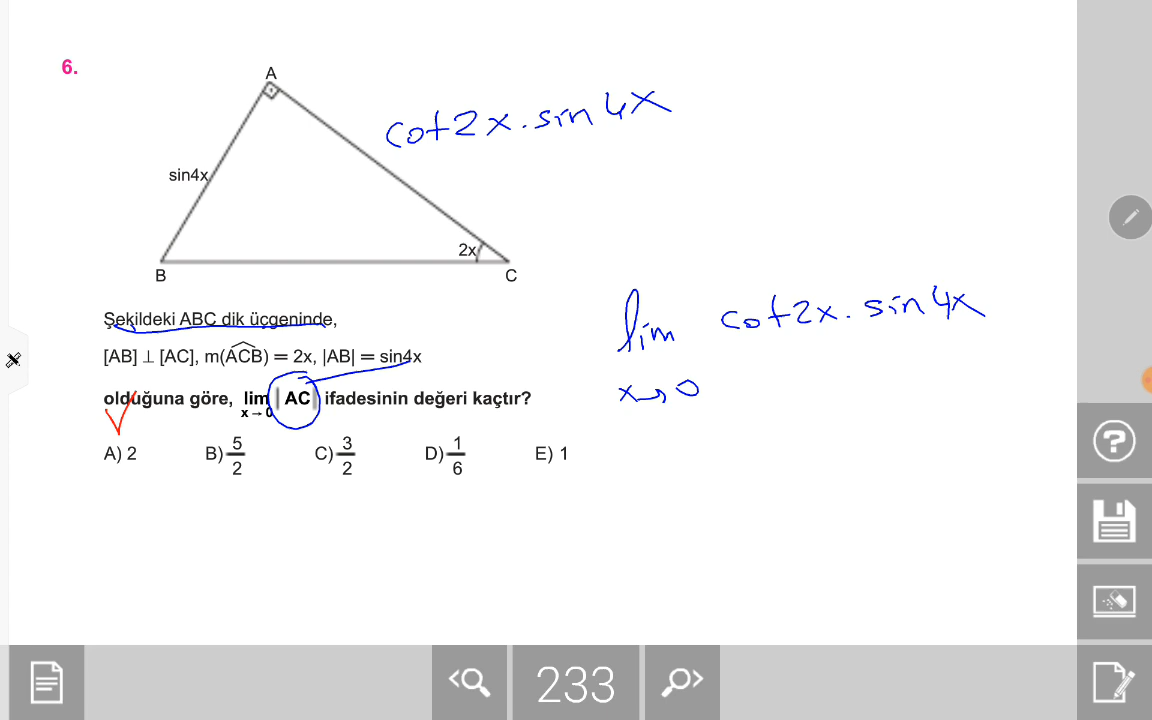 6.
A
cot2x.sin4x
sin4x
2x
B
C
Şekildeki ABC dik üçgeninde,
[AB] ⊥ [AC], m(ACB) = 2x, |AB| = sin4x
olduğuna göre, lim |AC| ifadesinin değeri kaçtır?
x→0
A) 2 B) 5/2 C) 3/2 D) 1/6 E) 1
lim cot2x. sin4x
x→0
233